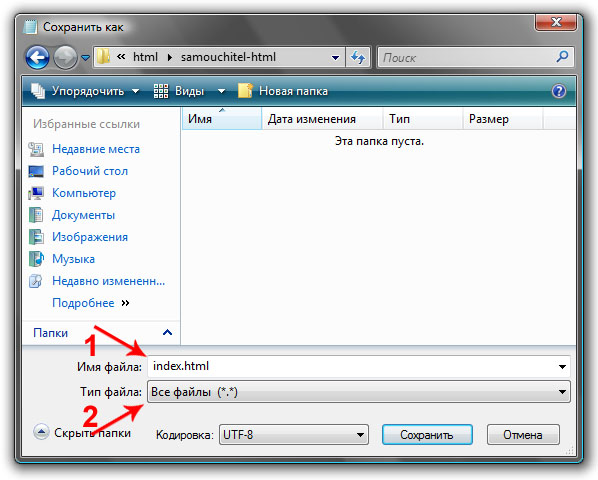 Сохранить как
« html ▸ samouchitel-html
Поиск
Упорядочить Виды Новая папка ?
Избранные ссылки
Имя Дата изменения Тип Размер
Эта папка пуста.
Недавние места
Рабочий стол
Компьютер
Документы
Изображения
Музыка
Недавно измененн...
Подробнее »
Папки
1
Имя файла: index.html
Тип файла: Все файлы (*.*)
2
Скрыть папки
Кодировка: UTF-8
Сохранить
Отмена